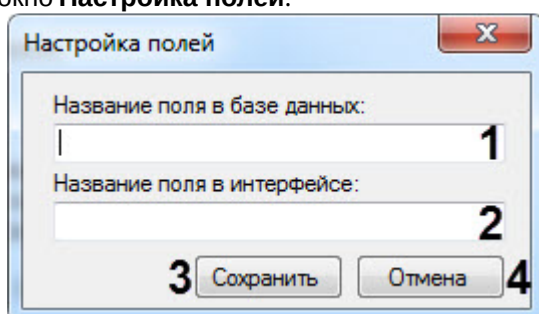 окно Настройка полей.
Настройка полей
Название поля в базе данных:
1
Название поля в интерфейсе:
2
3 Сохранить Отмена 4